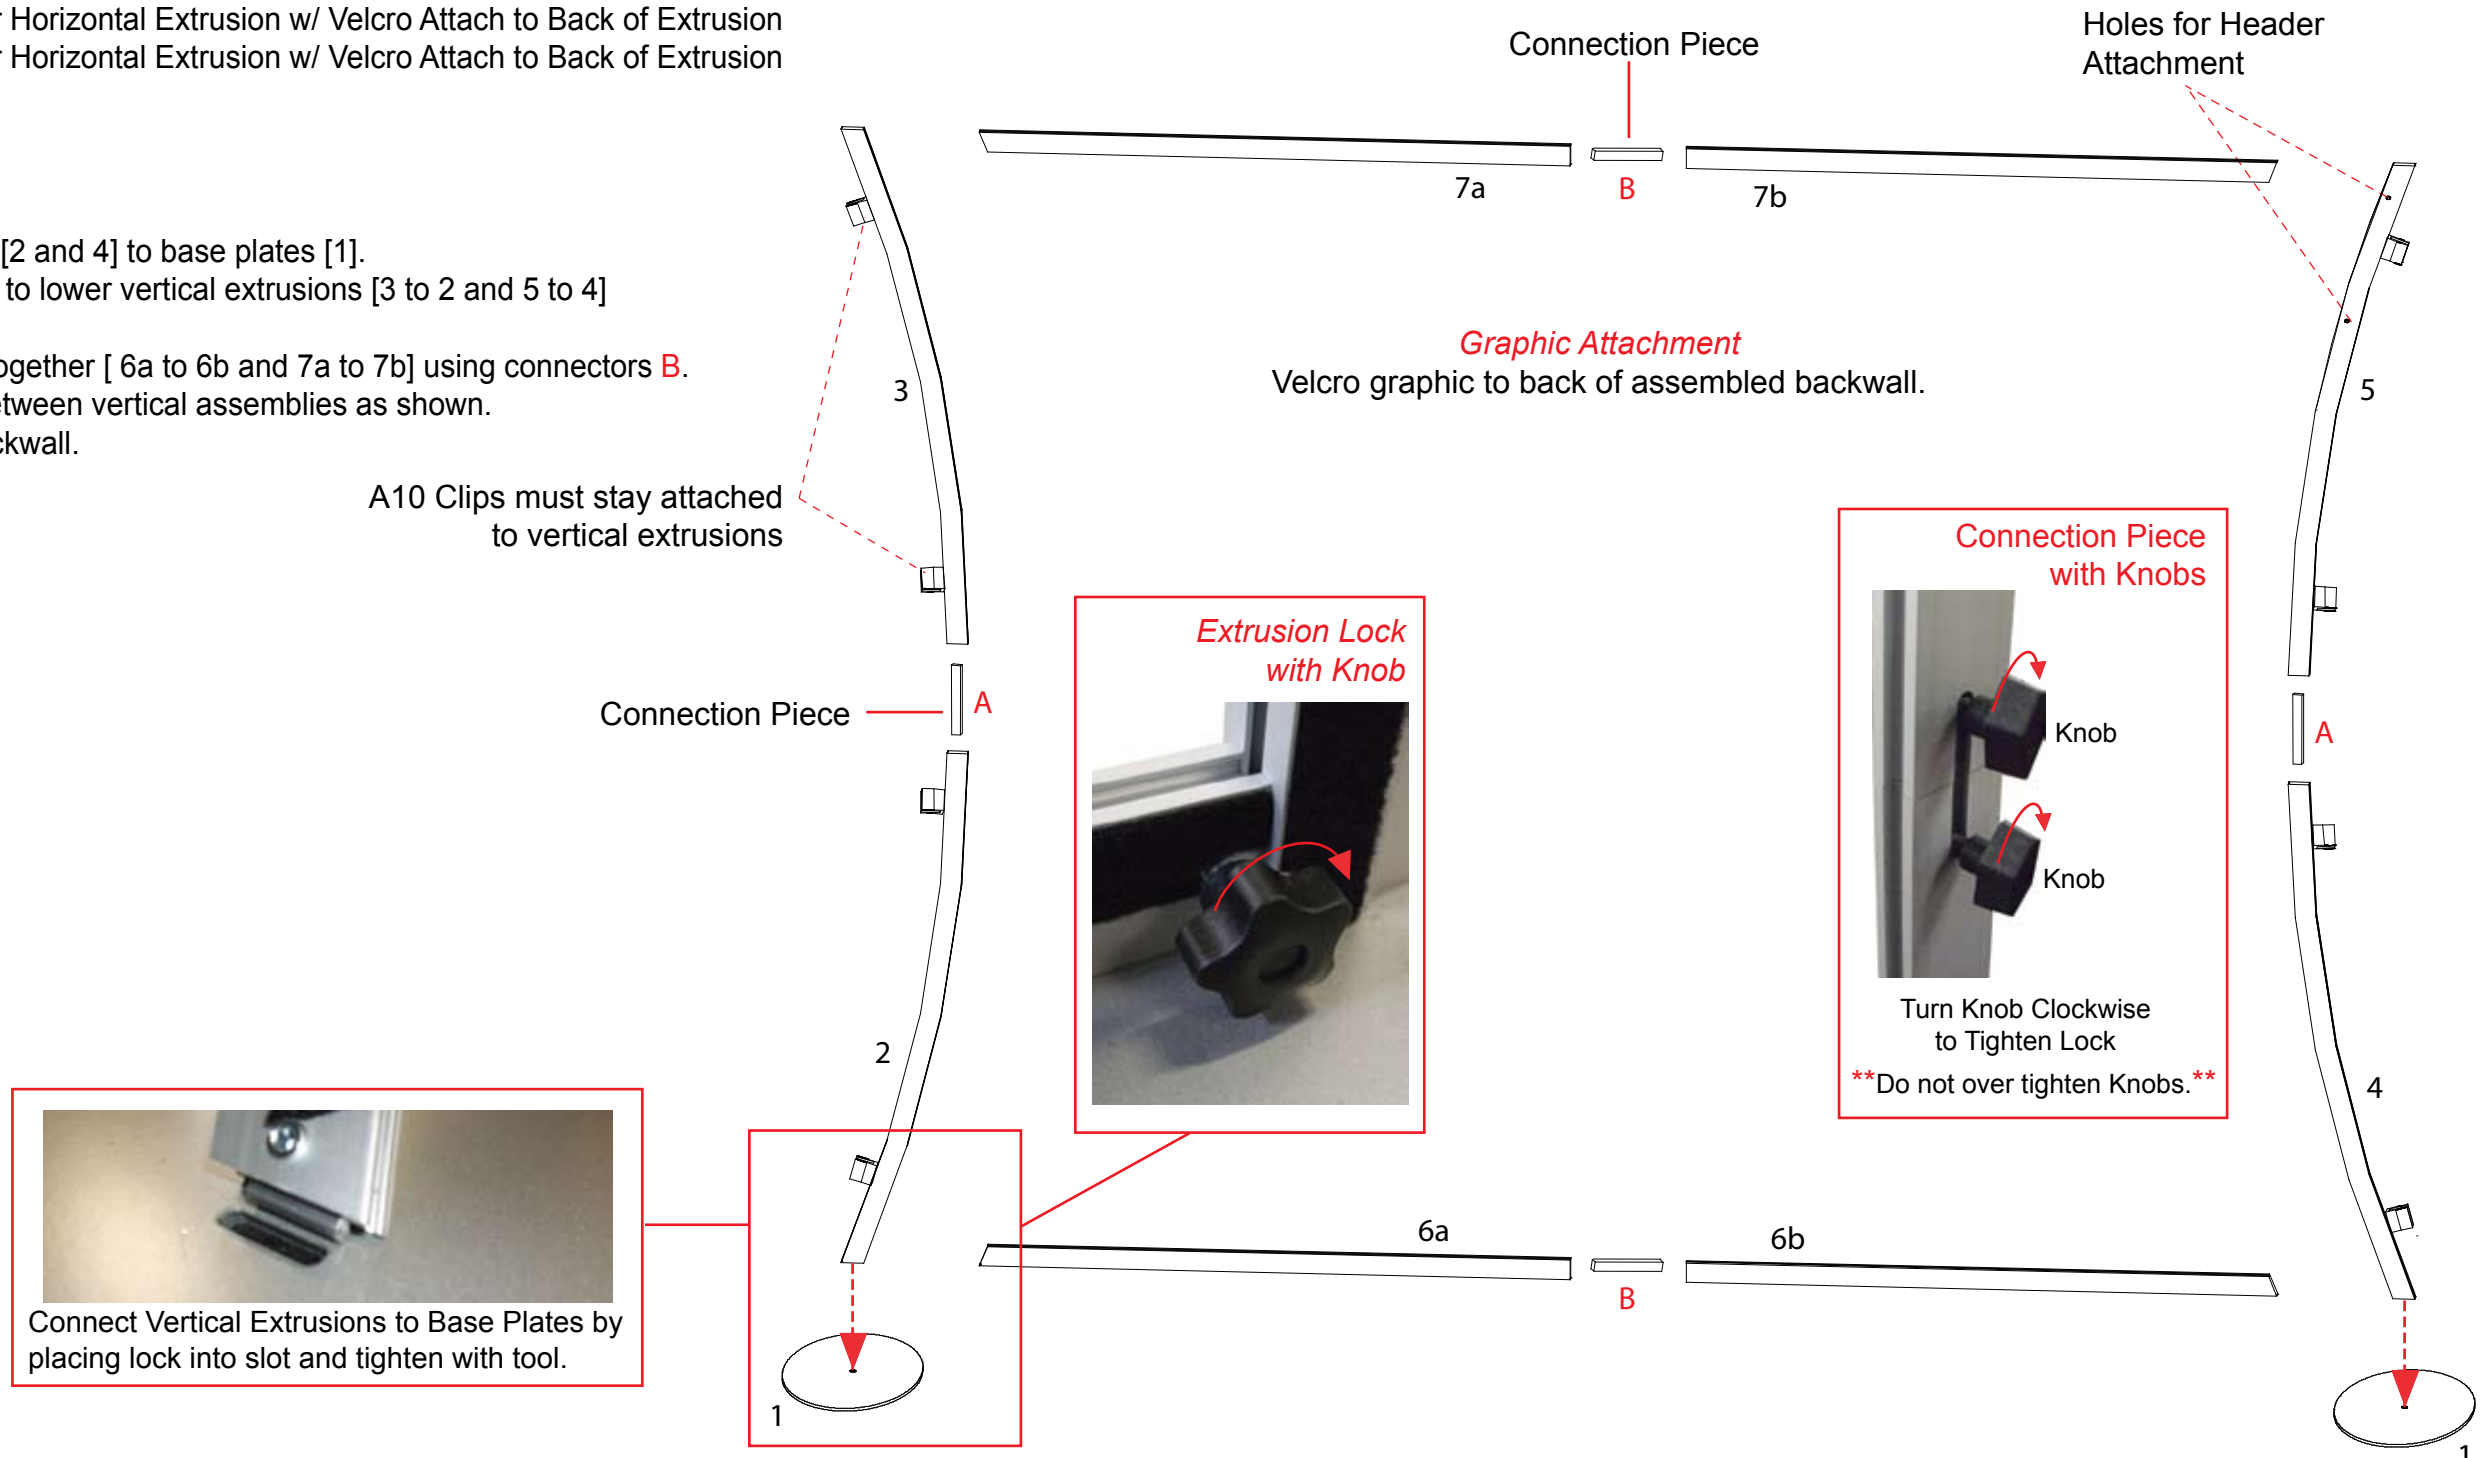 Horizontal Extrusion w/ Velcro Attach to Back of Extrusion
Horizontal Extrusion w/ Velcro Attach to Back of Extrusion
[2 and 4] to base plates [1].
to lower vertical extrusions [3 to 2 and 5 to 4]
together [ 6a to 6b and 7a to 7b] using connectors B.
between vertical assemblies as shown.
backwall.
Connection Piece
Holes for Header
Attachment
7a
B
7b
Graphic Attachment
Velcro graphic to back of assembled backwall.
3
5
A10 Clips must stay attached
to vertical extrusions
Extrusion Lock
with Knob
Connection Piece
with Knobs
Knob
Knob
Turn Knob Clockwise
to Tighten Lock
**Do not over tighten Knobs.**
Connection Piece
A
A
2
4
6a
B
6b
Connect Vertical Extrusions to Base Plates by
placing lock into slot and tighten with tool.
1
1